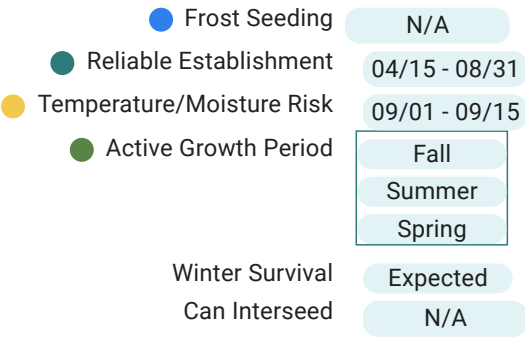 Frost Seeding N/A
Reliable Establishment 04/15 - 08/31
Temperature/Moisture Risk 09/01 - 09/15
Active Growth Period Fall
Summer
Spring
Winter Survival Expected
Can Interseed N/A